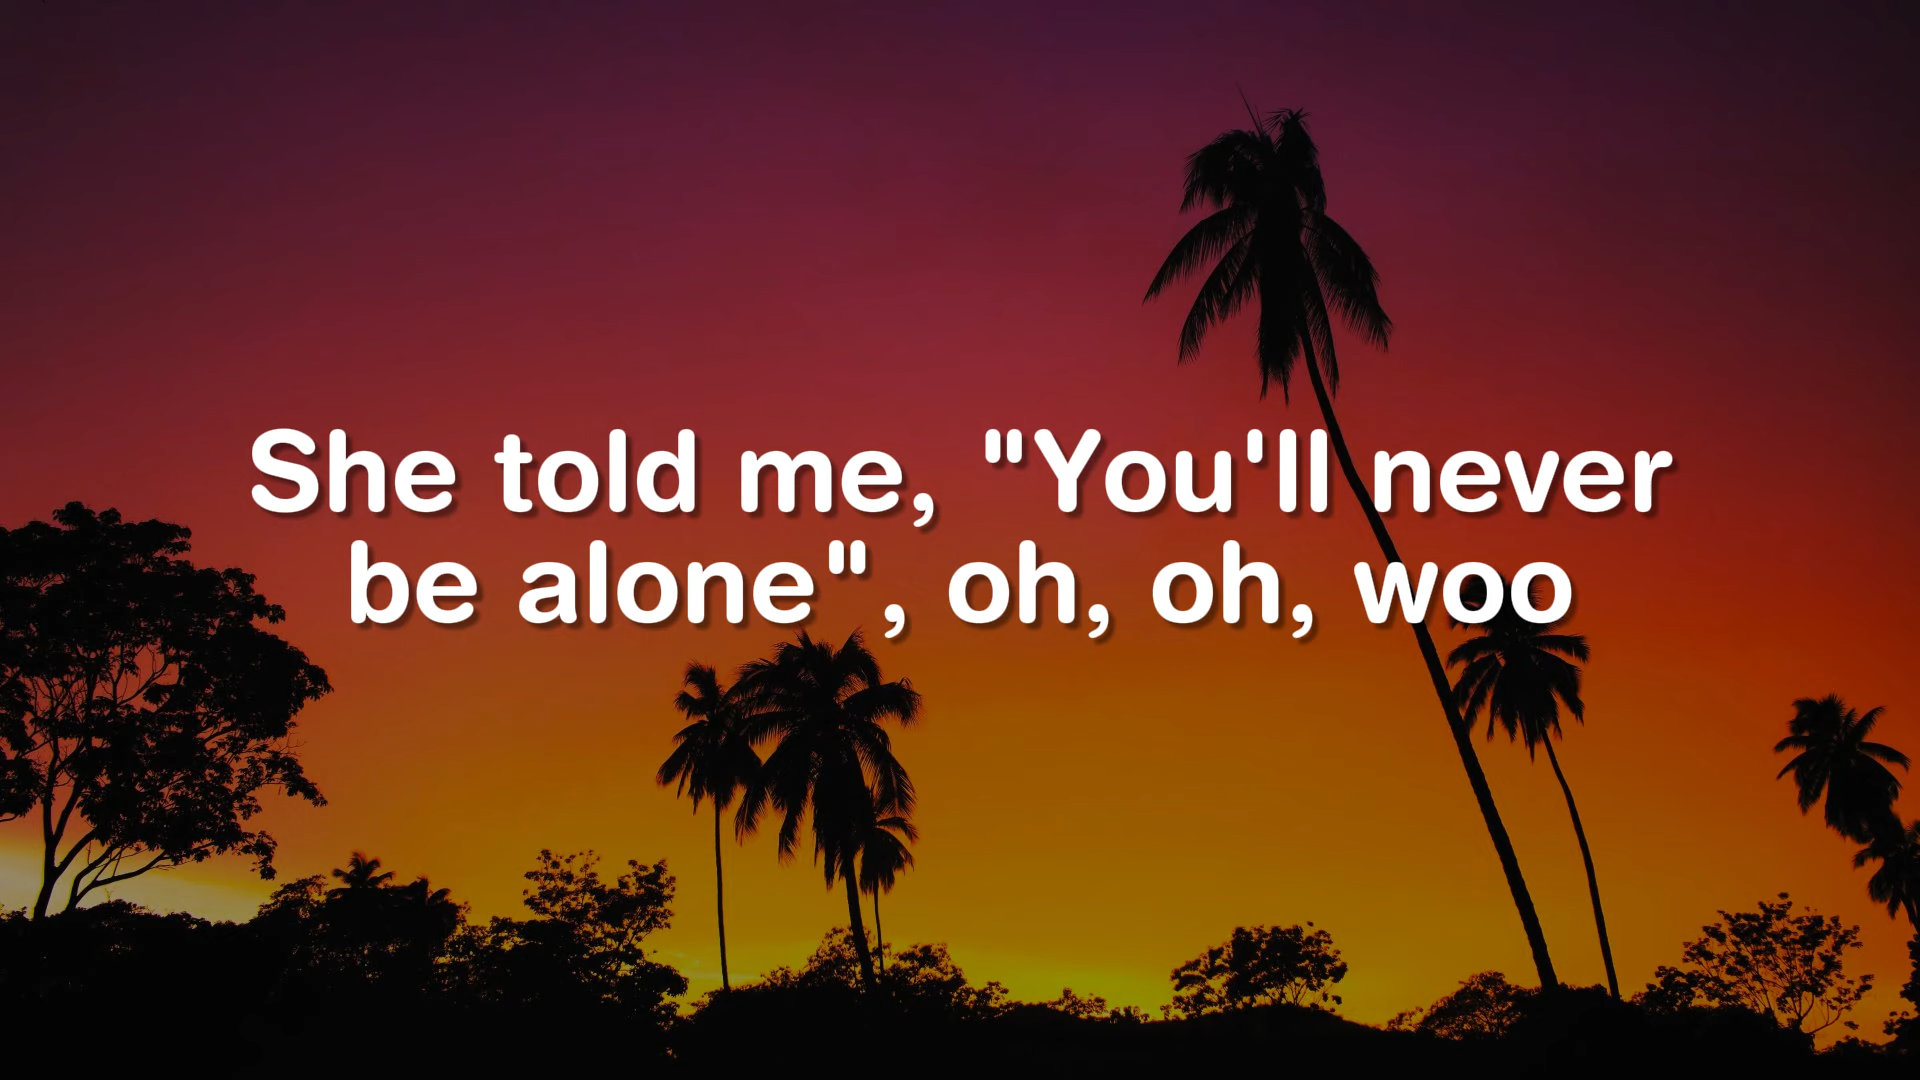 She told me, "You'll never
be alone", oh, oh, woo